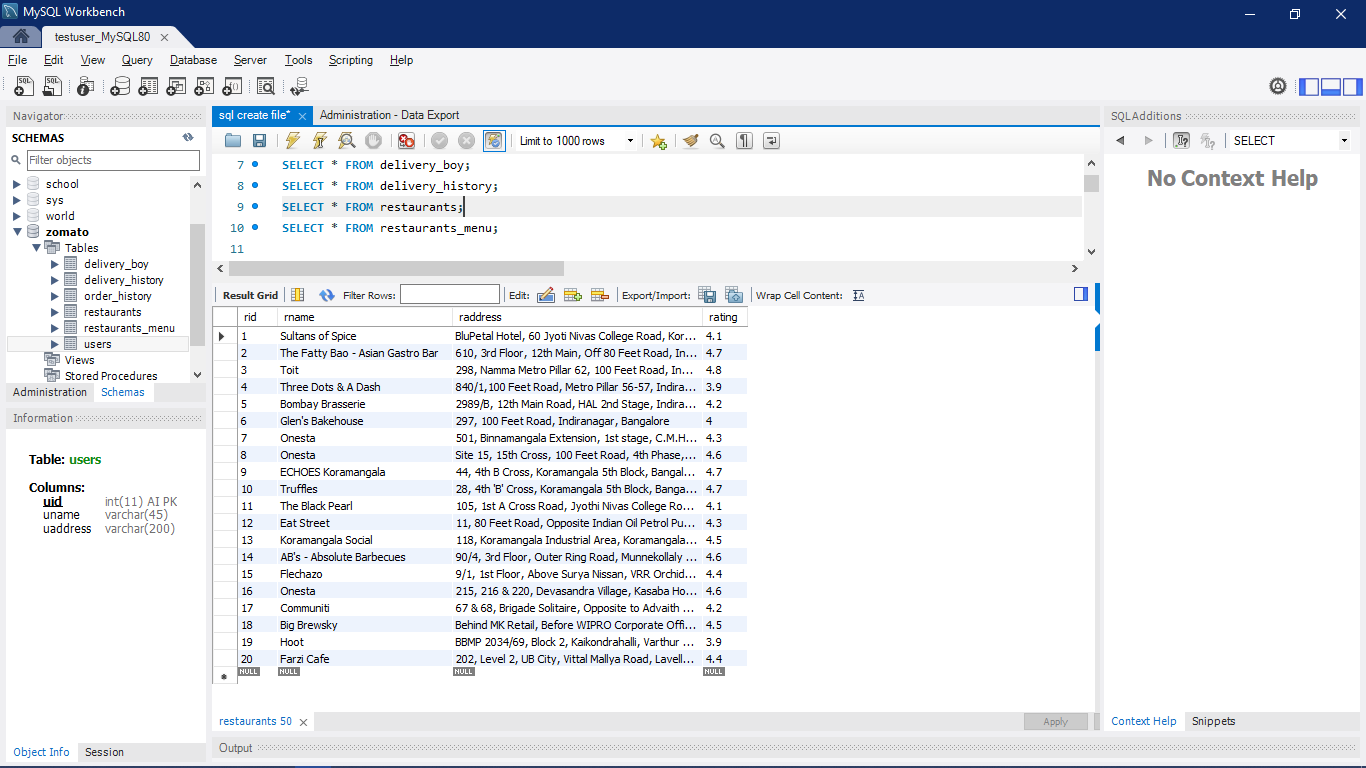 MySQL Workbench
testuser_MySQL80
File Edit View Query Database Server Tools Scripting Help
Navigator
SCHEMAS
Filter objects
school
sys
world
zomato
Tables
delivery_boy
delivery_history
order_history
restaurants
restaurants_menu
users
Views
Stored Procedures
Administration Schemas
Information
Table: users
Columns:
uid int(11) AI PK
uname varchar(45)
uaddress varchar(200)
Object Info Session
sql create file* Administration - Data Export
Limit to 1000 rows
7 SELECT * FROM delivery_boy;
8 SELECT * FROM delivery_history;
9 SELECT * FROM restaurants;
10 SELECT * FROM restaurants_menu;
11
Result Grid Filter Rows: Edit: Export/Import: Wrap Cell Content:
rid rname raddress rating
1 Sultans of Spice BluPetal Hotel, 60 Jyoti Nivas College Road, Kor... 4.1
2 The Fatty Bao - Asian Gastro Bar 610, 3rd Floor, 12th Main, Off 80 Feet Road, In... 4.7
3 Toit 298, Namma Metro Pillar 62, 100 Feet Road, In... 4.8
4 Three Dots & A Dash 840/1,100 Feet Road, Metro Pillar 56-57, Indira... 3.9
5 Bombay Brasserie 2989/B, 12th Main Road, HAL 2nd Stage, Indira... 4.2
6 Glen's Bakehouse 297, 100 Feet Road, Indiranagar, Bangalore 4
7 Onesta 501, Binnamangala Extension, 1st stage, C.M.H... 4.3
8 Onesta Site 15, 15th Cross, 100 Feet Road, 4th Phase,... 4.6
9 ECHOES Koramangala 44, 4th B Cross, Koramangala 5th Block, Bangal... 4.7
10 Truffles 28, 4th 'B' Cross, Koramangala 5th Block, Banga... 4.7
11 The Black Pearl 105, 1st A Cross Road, Jyothi Nivas College Ro... 4.1
12 Eat Street 11, 80 Feet Road, Opposite Indian Oil Petrol Pu... 4.3
13 Koramangala Social 118, Koramangala Industrial Area, Koramangala... 4.5
14 AB's - Absolute Barbecues 90/4, 3rd Floor, Outer Ring Road, Munnekollaly ... 4.6
15 Flechazo 9/1, 1st Floor, Above Surya Nissan, VRR Orchid... 4.4
16 Onesta 215, 216 & 220, Devasandra Village, Kasaba Ho... 4.6
17 Communiti 67 & 68, Brigade Solitaire, Opposite to Advaith ... 4.2
18 Big Brewsky Behind MK Retail, Before WIPRO Corporate Offi... 4.5
19 Hoot BBMP 2034/69, Block 2, Kaikondrahalli, Varthur ... 3.9
20 Farzi Cafe 202, Level 2, UB City, Vittal Mallya Road, Lavell... 4.4
NULL NULL NULL NULL
restaurants 50
Apply
Output
SQLAdditions
SELECT
No Context Help
Context Help Snippets